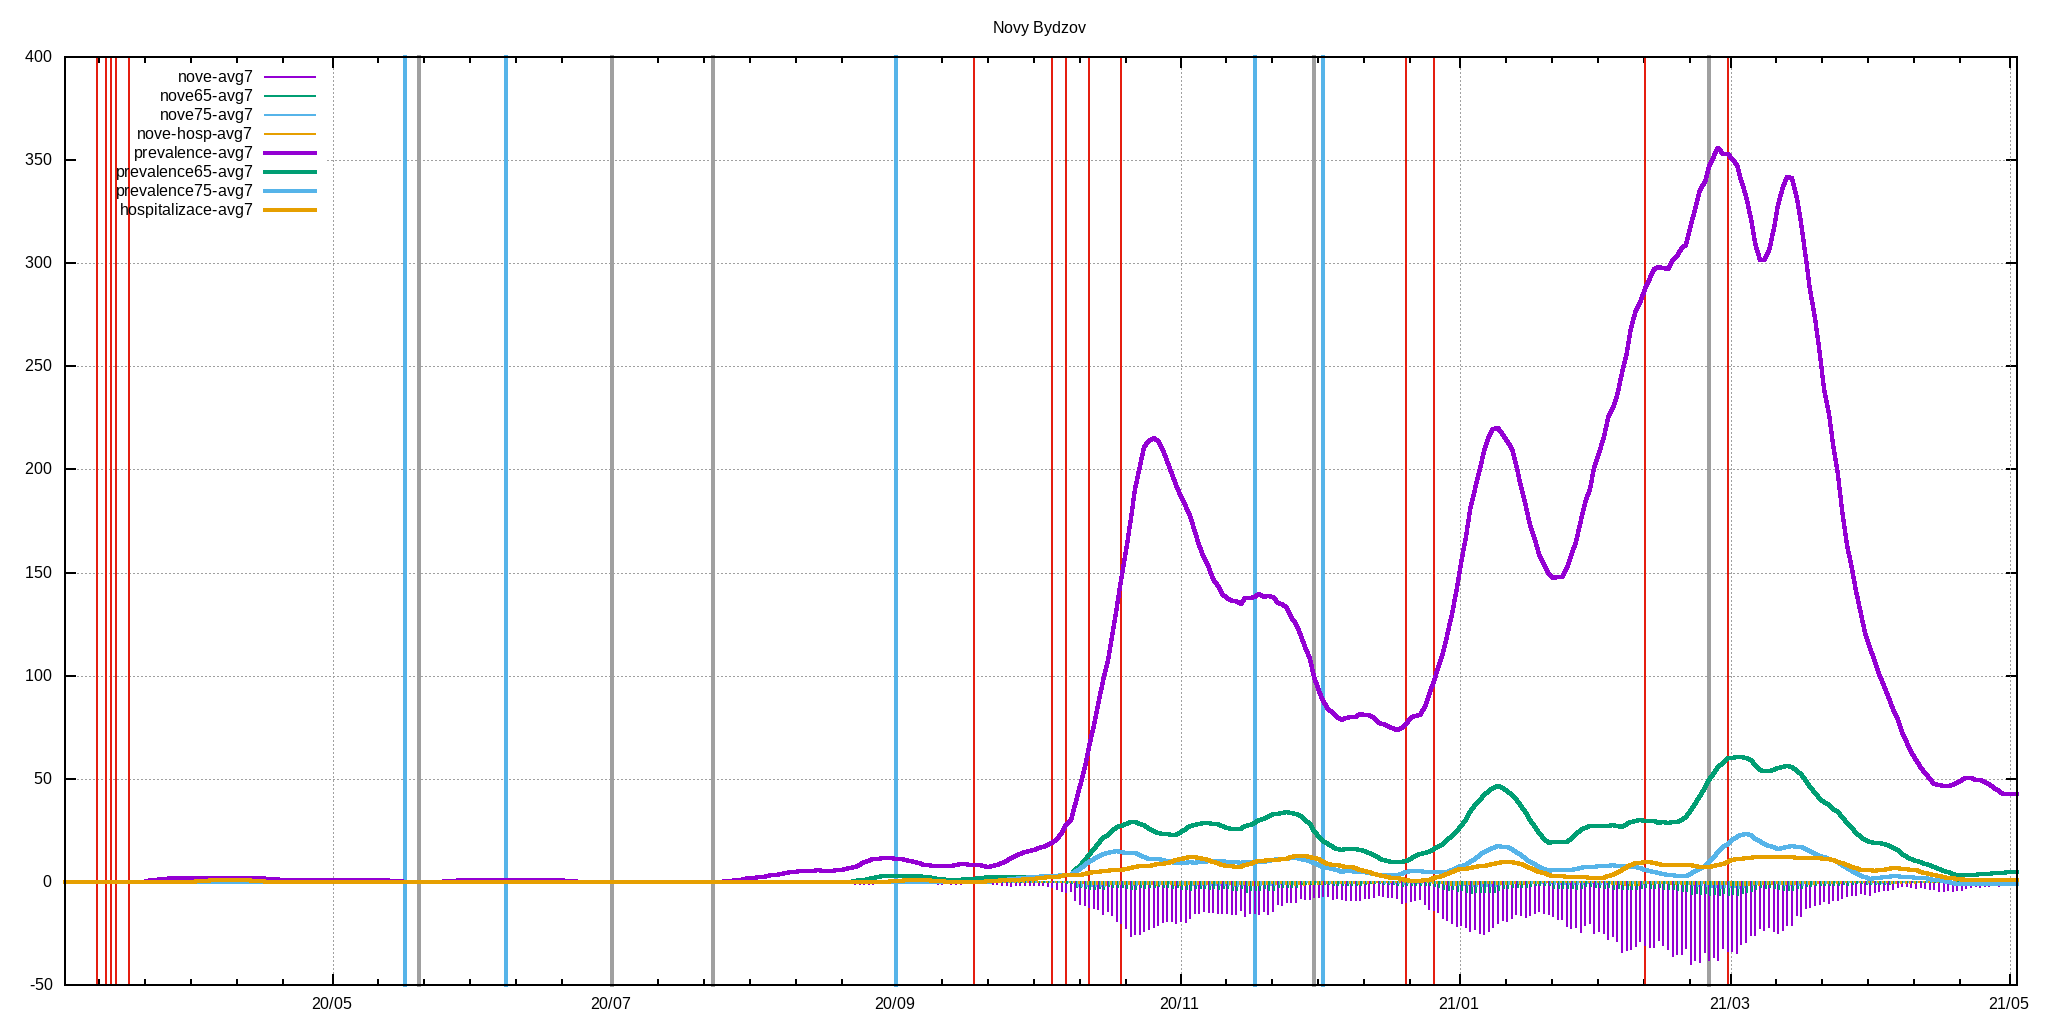 Novy Bydzov
400
350
300
250
200
150
100
50
0
-50
nove-avg7
nove65-avg7
nove75-avg7
nove-hosp-avg7
prevalence-avg7
prevalence65-avg7
prevalence75-avg7
hospitalizace-avg7
20/05
20/07
20/09
20/11
21/01
21/03
21/05